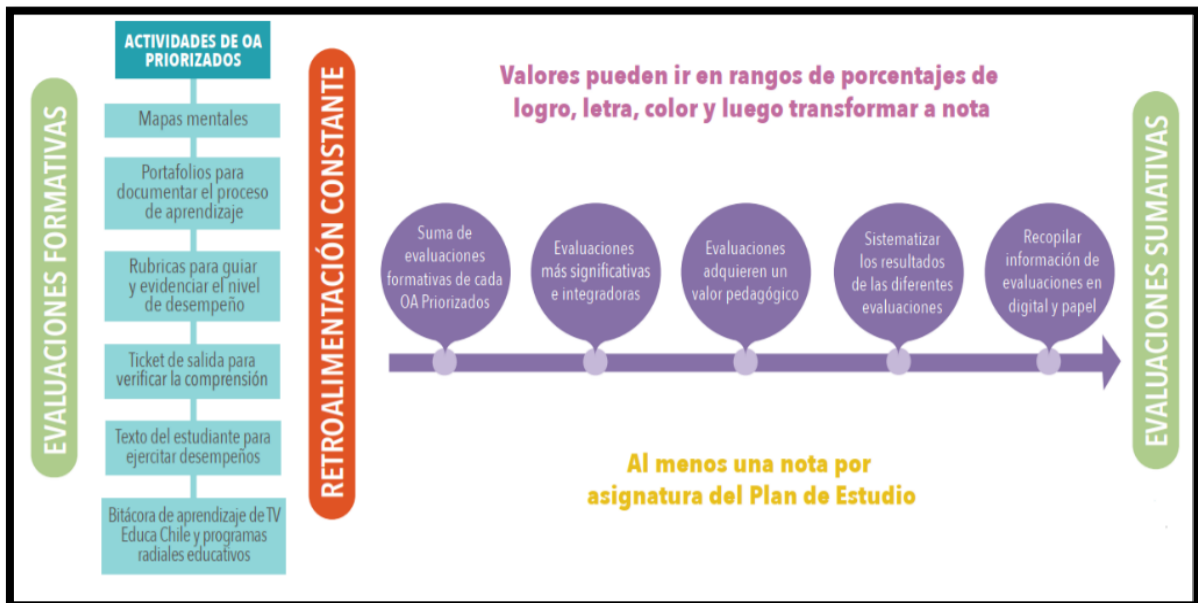 EVALUACIONES FORMATIVAS
ACTIVIDADES DE OA
PRIORIZADOS
Mapas mentales
Portafolios para
documentar el proceso
de aprendizaje
Rubricas para guiar
y evidenciar el nivel
de desempeño
Ticket de salida para
verificar la comprensión
Texto del estudiante para
ejercitar desempeños
Bitácora de aprendizaje de TV
Educa Chile y programas
radiales educativos
RETROALIMENTACIÓN CONSTANTE
Valores pueden ir en rangos de porcentajes de
logro, letra, color y luego transformar a nota
Suma de
evaluaciones
formativas de cada
OA Priorizados
Evaluaciones
más significativas
e integradoras
Evaluaciones
adquieren un
valor pedagógico
Sistematizar
los resultados
de las diferentes
evaluaciones
Recopilar
información de
evaluaciones en
digital y papel
Al menos una nota por
asignatura del Plan de Estudio
EVALUACIONES SUMATIVAS